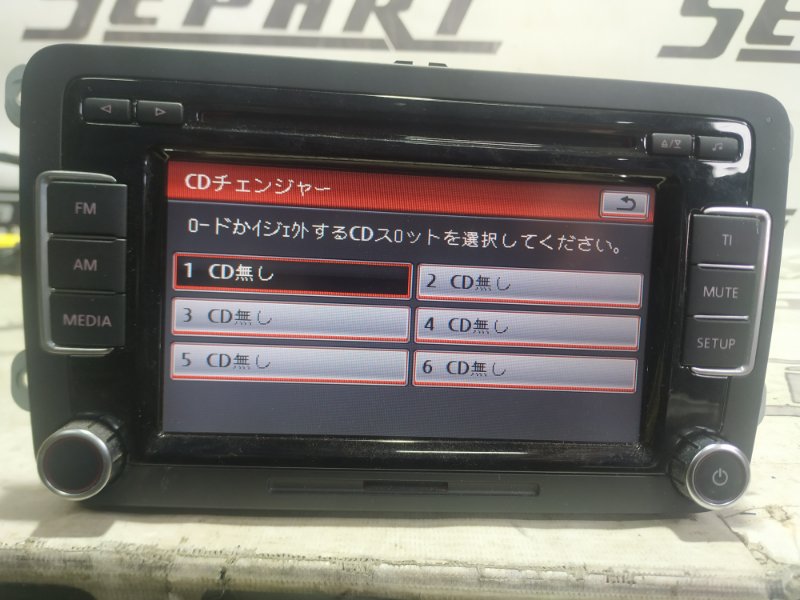 SEPART
SEPA
CDチェンジャー
ロードかイジェクトするCDスロットを選択してください。
1 CD無し
2 CD無し
3 CD無し
4 CD無し
5 CD無し
6 CD無し
FM
AM
MEDIA
TI
MUTE
SETUP